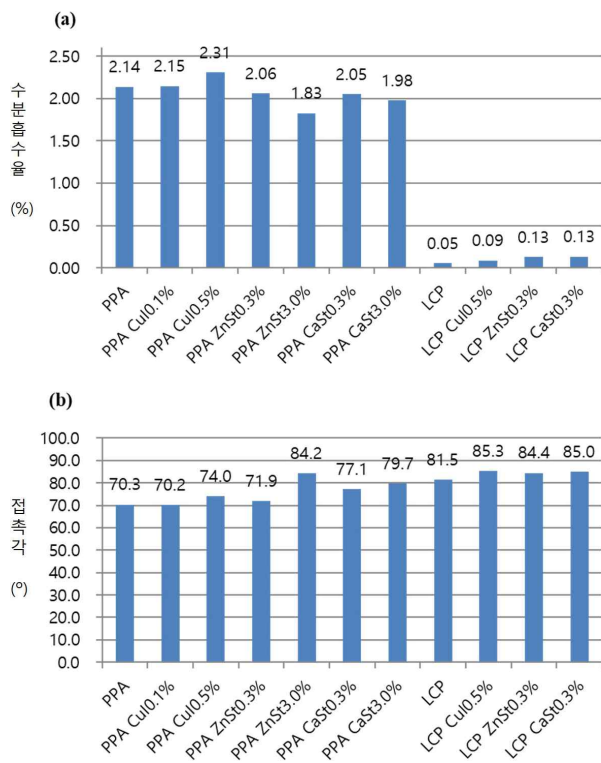 (a)
수분흡수율 (%)
2.50
2.00
1.50
1.00
0.50
0.00
2.14
2.15
2.31
2.06
1.83
2.05
1.98
0.05
0.09
0.13
0.13
PPA
PPA CuI0.1%
PPA CuI0.5%
PPA ZnSt0.3%
PPA ZnSt3.0%
PPA CaSt0.3%
PPA CaSt3.0%
LCP
LCP CuI0.5%
LCP ZnSt0.3%
LCP CaSt0.3%
(b)
접촉각 (º)
100.0
90.0
80.0
70.0
60.0
50.0
40.0
30.0
20.0
10.0
0.0
70.3
70.2
74.0
71.9
84.2
77.1
79.7
81.5
85.3
84.4
85.0
PPA
PPA CuI0.1%
PPA CuI0.5%
PPA ZnSt0.3%
PPA ZnSt3.0%
PPA CaSt0.3%
PPA CaSt3.0%
LCP
LCP CuI0.5%
LCP ZnSt0.3%
LCP CaSt0.3%